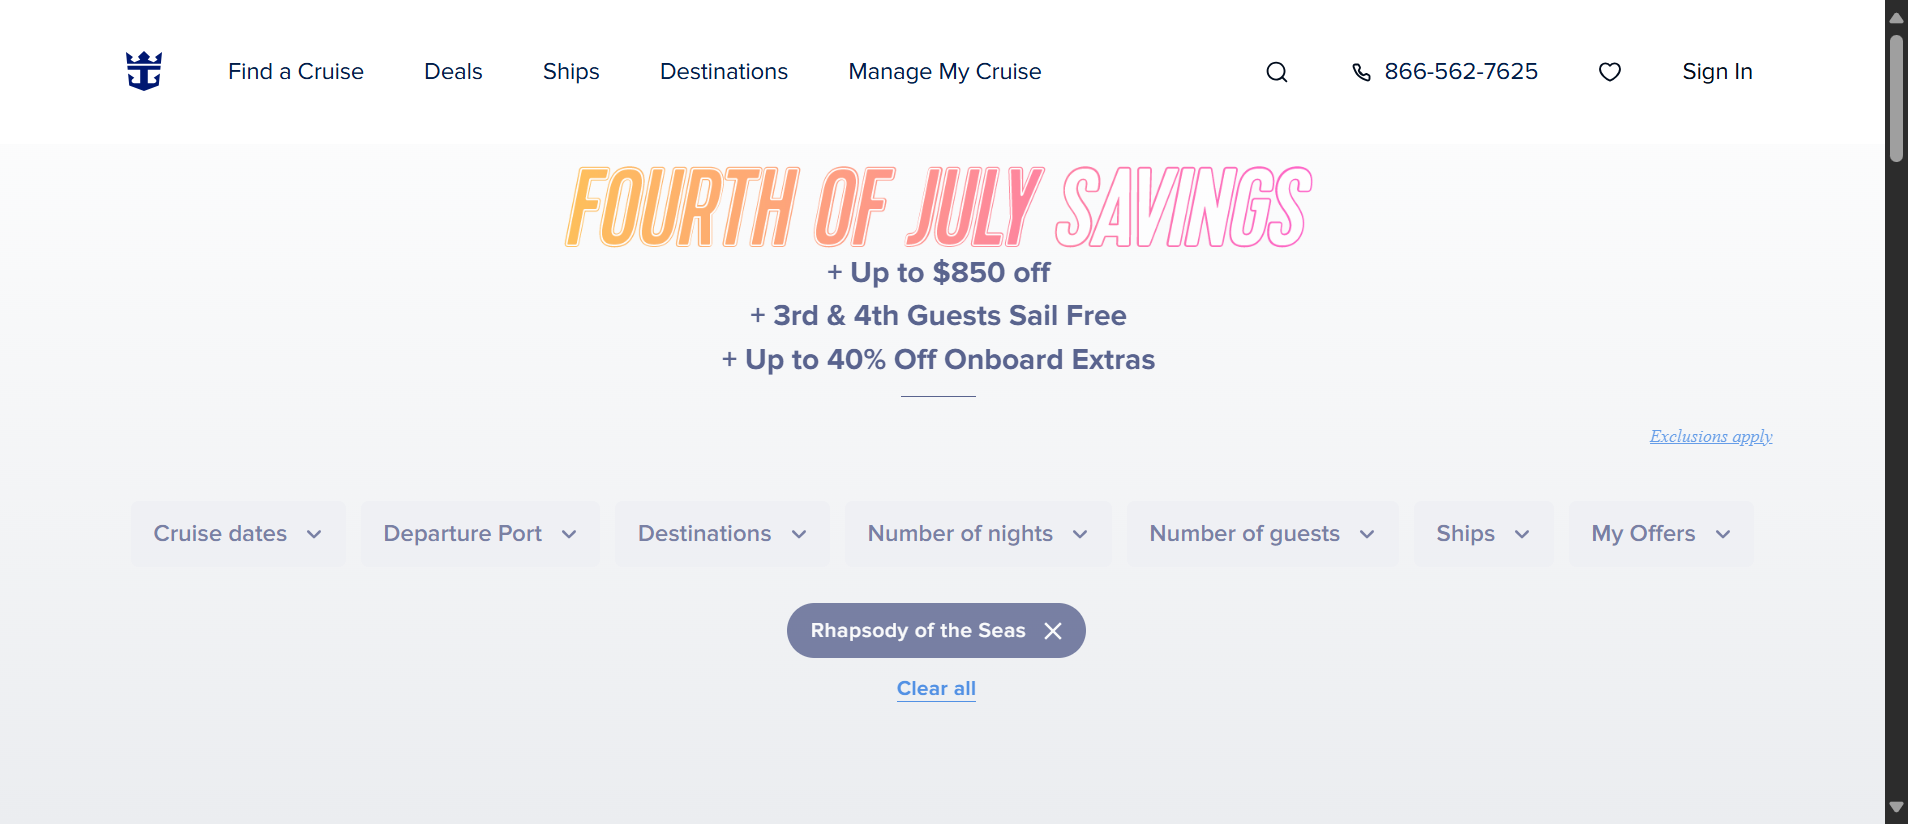 Find a Cruise Deals Ships Destinations Manage My Cruise 866-562-7625 Sign In
FOURTH OF JULY SAVINGS
+ Up to $850 off
+ 3rd & 4th Guests Sail Free
+ Up to 40% Off Onboard Extras
Exclusions apply
Cruise dates Departure Port Destinations Number of nights Number of guests Ships My Offers
Rhapsody of the Seas
Clear all